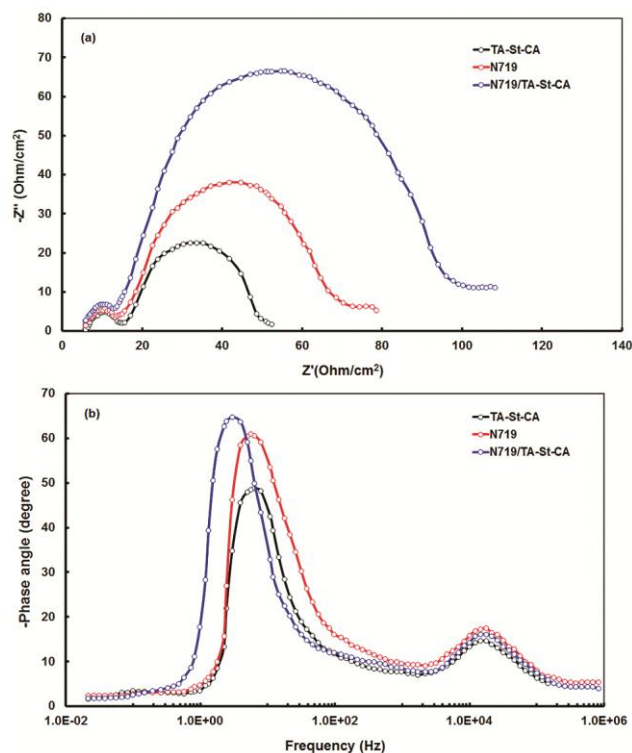 (a)
TA-St-CA
N719
N719/TA-St-CA
70
60
50
40
30
20
10
0
-Z'' (Ohm/cm²)
0 20 40 60 80 100 120 140
Z'(Ohm/cm²)
(b)
TA-St-CA
N719
N719/TA-St-CA
70
60
50
40
30
20
10
0
-Phase angle (degree)
1.0E-02 1.0E+00 1.0E+02 1.0E+04 1.0E+06
Frequency (Hz)